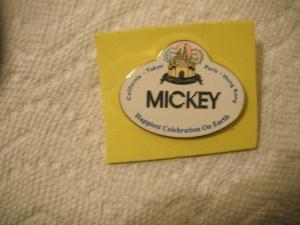 California - Tokyo Paris - Hong Kong
MICKEY
Happiest Celebration On Earth